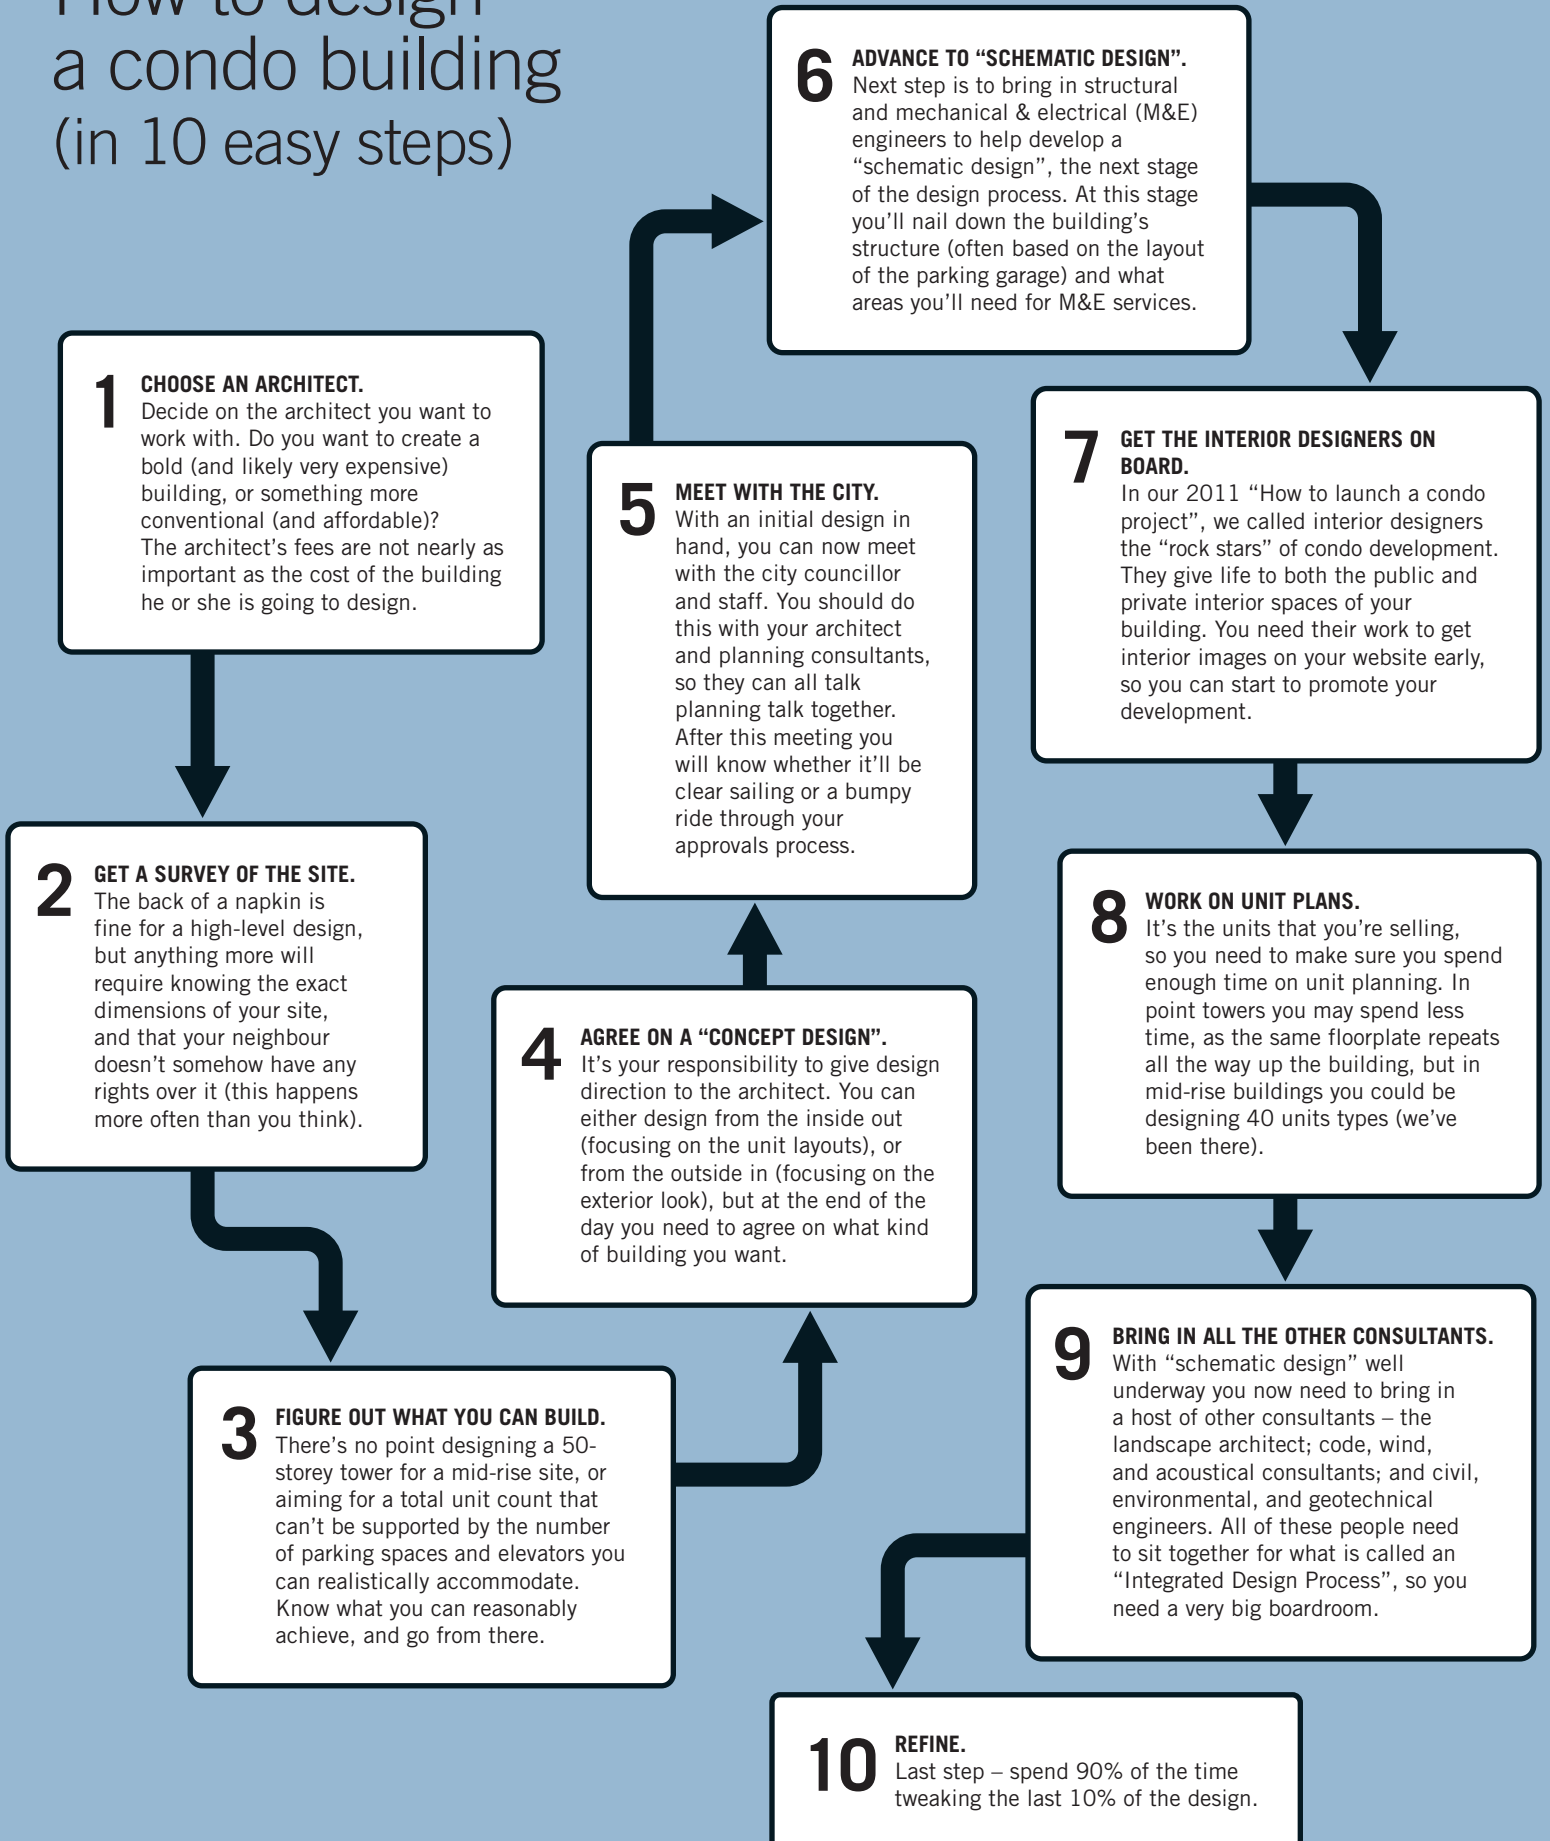 How to design
a condo building
(in 10 easy steps)
1
CHOOSE AN ARCHITECT.
Decide on the architect you want to
work with. Do you want to create a
bold (and likely very expensive)
building, or something more
conventional (and affordable)?
The architect’s fees are not nearly as
important as the cost of the building
he or she is going to design.
2
GET A SURVEY OF THE SITE.
The back of a napkin is
fine for a high-level design,
but anything more will
require knowing the exact
dimensions of your site,
and that your neighbour
doesn’t somehow have any
rights over it (this happens
more often than you think).
3
FIGURE OUT WHAT YOU CAN BUILD.
There’s no point designing a 50-
storey tower for a mid-rise site, or
aiming for a total unit count that
can’t be supported by the number
of parking spaces and elevators you
can realistically accommodate.
Know what you can reasonably
achieve, and go from there.
4
AGREE ON A “CONCEPT DESIGN”.
It’s your responsibility to give design
direction to the architect. You can
either design from the inside out
(focusing on the unit layouts), or
from the outside in (focusing on the
exterior look), but at the end of the
day you need to agree on what kind
of building you want.
5
MEET WITH THE CITY.
With an initial design in
hand, you can now meet
with the city councillor
and staff. You should do
this with your architect
and planning consultants,
so they can all talk
planning talk together.
After this meeting you
will know whether it’ll be
clear sailing or a bumpy
ride through your
approvals process.
6
ADVANCE TO “SCHEMATIC DESIGN”.
Next step is to bring in structural
and mechanical & electrical (M&E)
engineers to help develop a
“schematic design”, the next stage
of the design process. At this stage
you’ll nail down the building’s
structure (often based on the layout
of the parking garage) and what
areas you’ll need for M&E services.
7
GET THE INTERIOR DESIGNERS ON
BOARD.
In our 2011 “How to launch a condo
project”, we called interior designers
the “rock stars” of condo development.
They give life to both the public and
private interior spaces of your
building. You need their work to get
interior images on your website early,
so you can start to promote your
development.
8
WORK ON UNIT PLANS.
It’s the units that you’re selling,
so you need to make sure you spend
enough time on unit planning. In
point towers you may spend less
time, as the same floorplate repeats
all the way up the building, but in
mid-rise buildings you could be
designing 40 units types (we’ve
been there).
9
BRING IN ALL THE OTHER CONSULTANTS.
With “schematic design” well
underway you now need to bring in
a host of other consultants – the
landscape architect; code, wind,
and acoustical consultants; and civil,
environmental, and geotechnical
engineers. All of these people need
to sit together for what is called an
“Integrated Design Process”, so you
need a very big boardroom.
10
REFINE.
Last step – spend 90% of the time
tweaking the last 10% of the design.